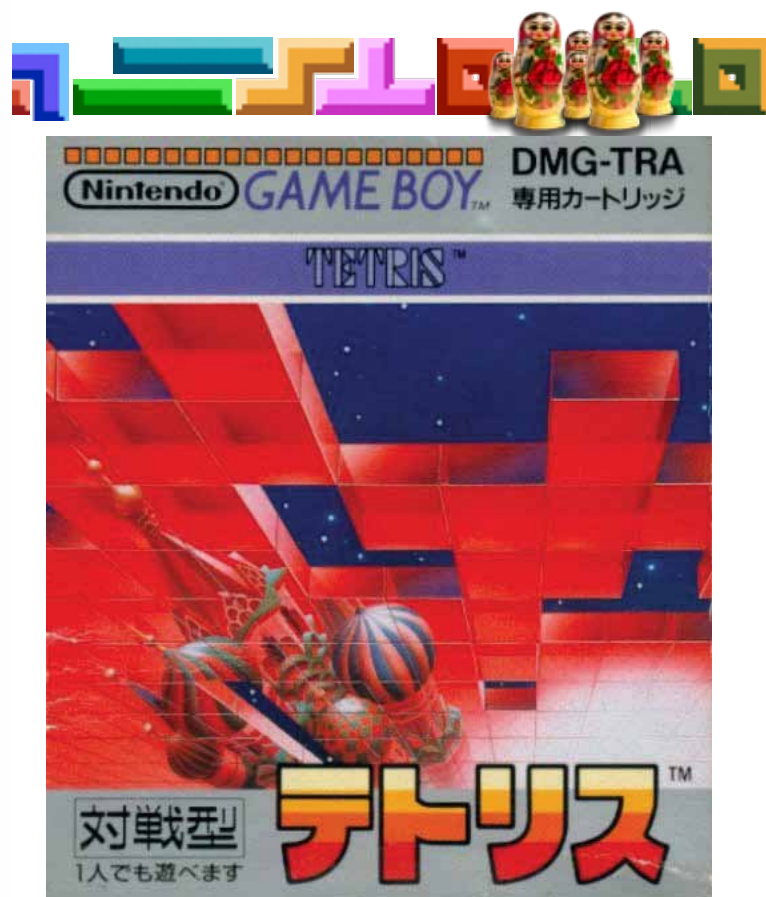 Nintendo GAME BOY™
DMG-TRA
専用カートリッジ
TETRIS™
対戦型
1人でも遊べます
テトリス™